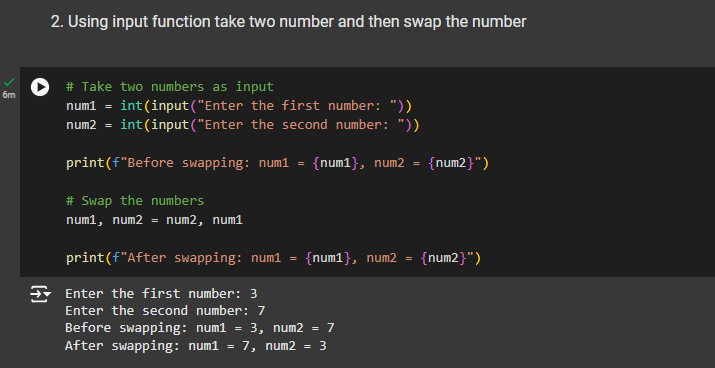 2. Using input function take two number and then swap the number
6m
# Take two numbers as input
num1 = int(input("Enter the first number: "))
num2 = int(input("Enter the second number: "))
print(f"Before swapping: num1 = {num1}, num2 = {num2}")
# Swap the numbers
num1, num2 = num2, num1
print(f"After swapping: num1 = {num1}, num2 = {num2}")
Enter the first number: 3
Enter the second number: 7
Before swapping: num1 = 3, num2 = 7
After swapping: num1 = 7, num2 = 3